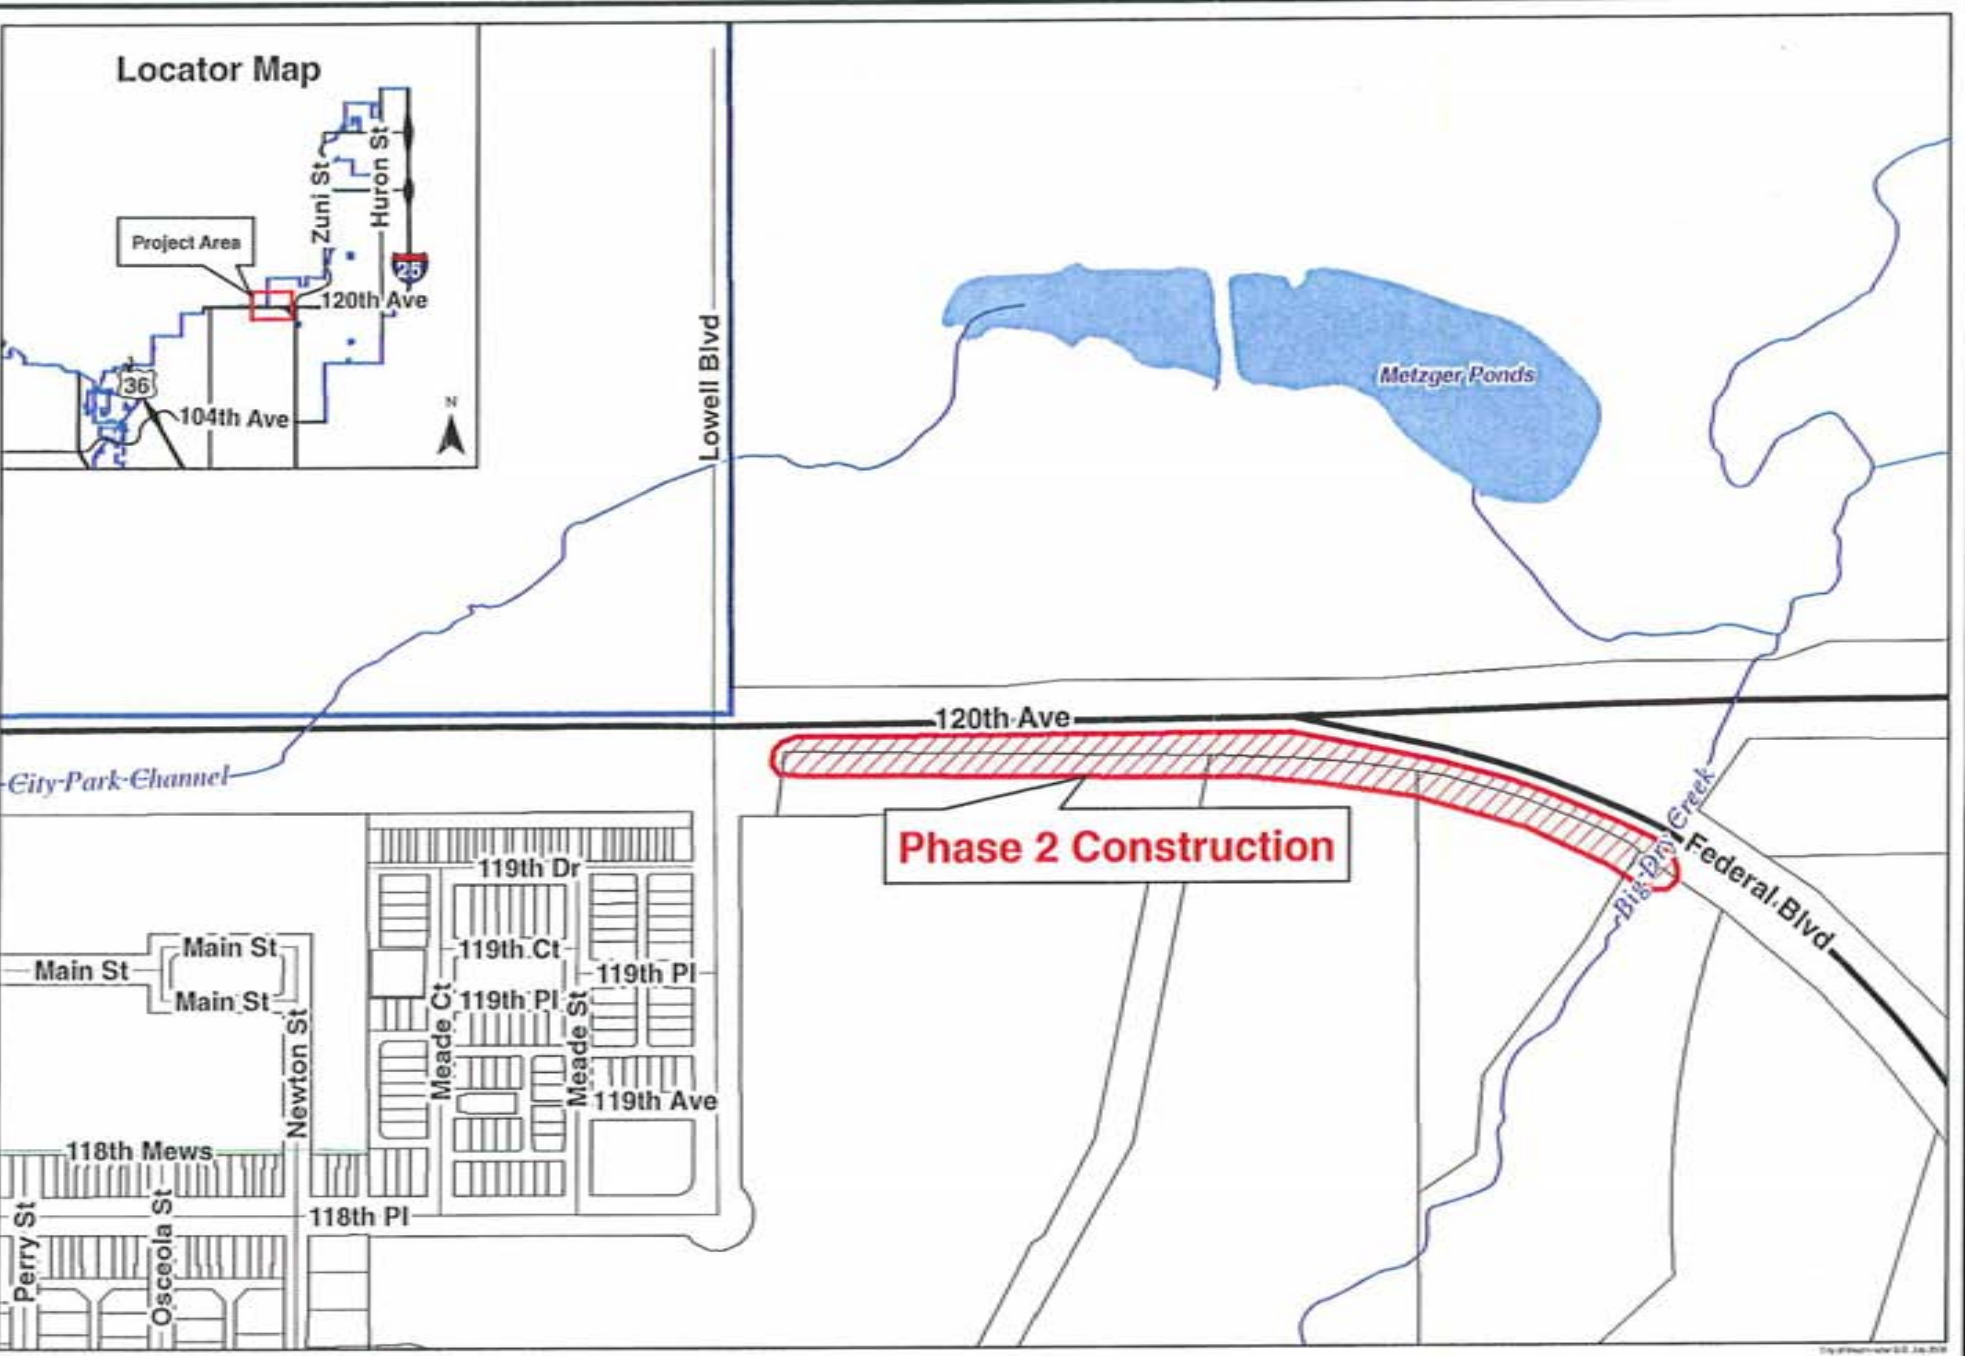 Locator Map
Zuni St
Huron St
Project Area
25
120th Ave
36
104th Ave
N
Lowell Blvd
Metzger Ponds
120th Ave
City Park Channel
Phase 2 Construction
Big Dry Creek
Federal Blvd
119th Dr
Main St
Main St
Main St
119th Ct
119th Pl
119th Pl
Meade Ct
Meade St
Newton St
119th Ave
118th Mews
118th Pl
Perry St
Osceola St